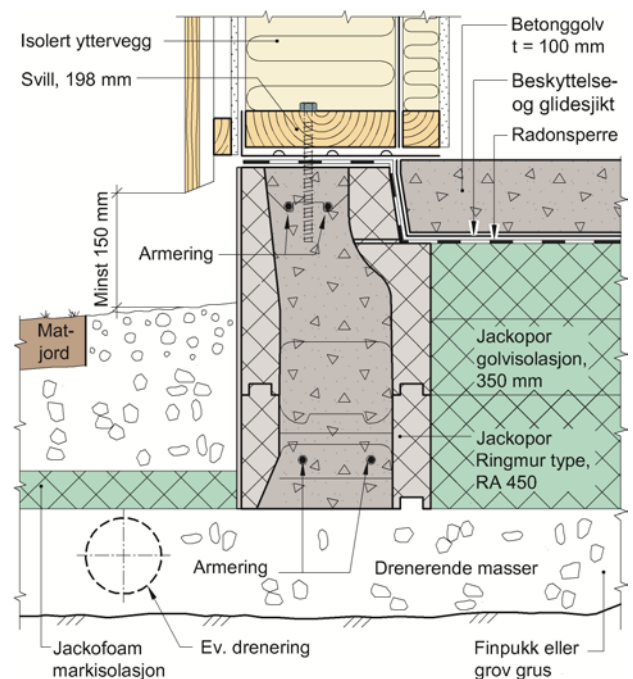 Isolert yttervegg
Svill, 198 mm
Betonggolv
t = 100 mm
Beskyttelse-
og glidesjikt
Radonsperre
Minst 150 mm
Armering
Mat-
jord
Jackopor
golvisolasjon,
350 mm
Jackopor
Ringmur type,
RA 450
Armering
Drenerende masser
Jackofoam
markisolasjon
Ev. drenering
Finpukk eller
grov grus